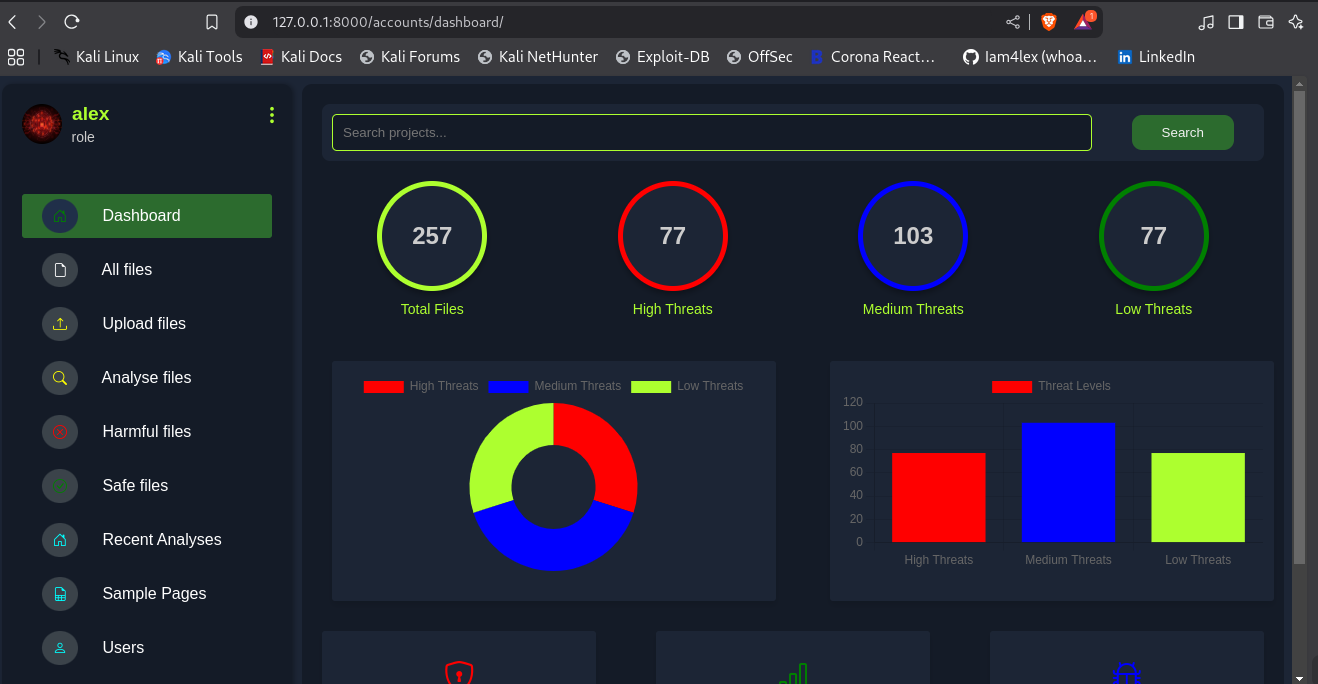 127.0.0.1:8000/accounts/dashboard/
1
Kali Linux
Kali Tools
Kali Docs
Kali Forums
Kali NetHunter
Exploit-DB
OffSec
Corona React…
Iam4lex (whoa…
LinkedIn
alex
role
Dashboard
All files
Upload files
Analyse files
Harmful files
Safe files
Recent Analyses
Sample Pages
Users
Search projects...
Search
257
77
103
77
Total Files
High Threats
Medium Threats
Low Threats
High Threats
Medium Threats
Low Threats
Threat Levels
120
100
80
60
40
20
0
High Threats
Medium Threats
Low Threats